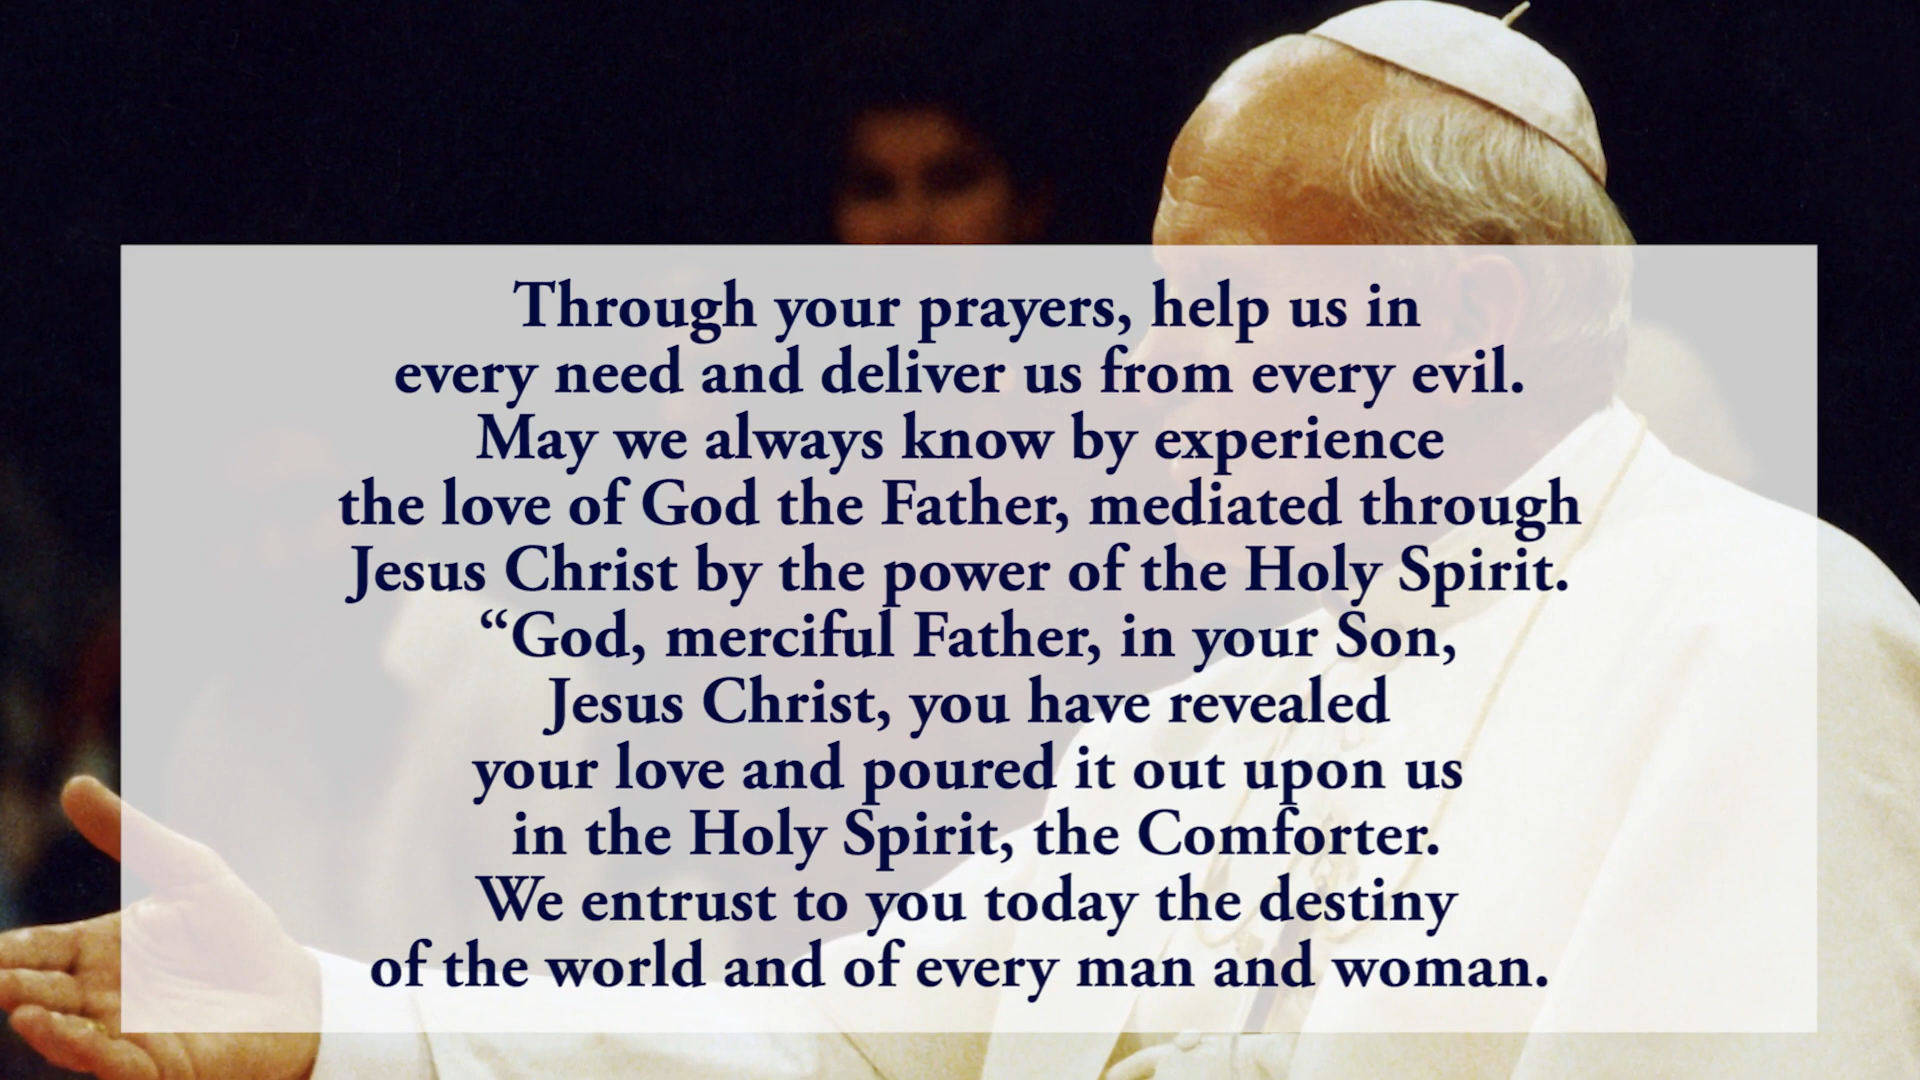 Through your prayers, help us in
every need and deliver us from every evil.
May we always know by experience
the love of God the Father, mediated through
Jesus Christ by the power of the Holy Spirit.
“God, merciful Father, in your Son,
Jesus Christ, you have revealed
your love and poured it out upon us
in the Holy Spirit, the Comforter.
We entrust to you today the destiny
of the world and of every man and woman.